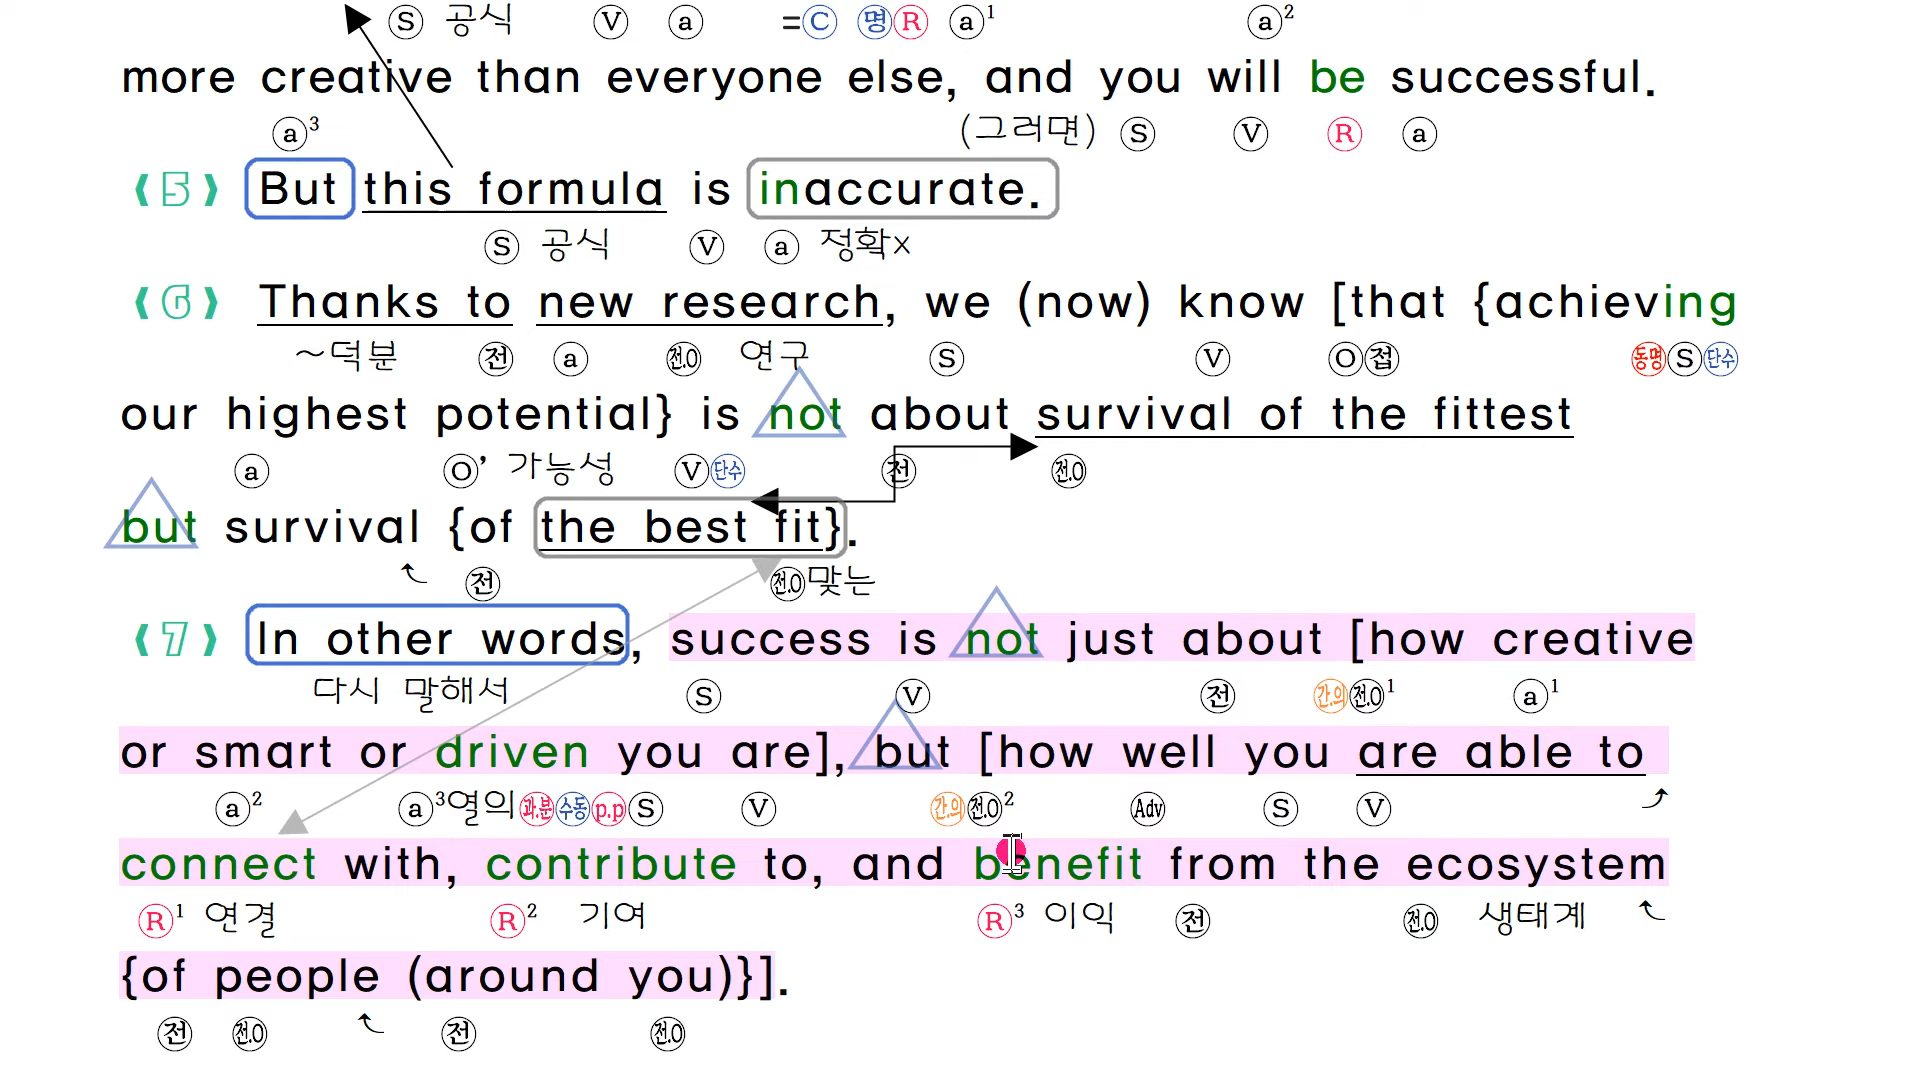 Ⓢ 공식 Ⓥ ⓐ =Ⓒ 명 Ⓡ ⓐ1 ⓐ2
more creative than everyone else, and you will be successful.
ⓐ3 (그러면) Ⓢ Ⓥ Ⓡ ⓐ
❪5❫ But this formula is inaccurate.
Ⓢ 공식 Ⓥ ⓐ 정확x
❪6❫ Thanks to new research, we (now) know [that {achieving
~덕분 전 ⓐ 전.O 연구 Ⓢ Ⓥ Ⓞ 접 동명 Ⓢ 단수
our highest potential} is not about survival of the fittest
ⓐ Ⓞ’ 가능성 Ⓥ 단수 전 전.O
but survival {of the best fit}.
전 전.O 맞는
❪7❫ In other words, success is not just about [how creative
다시 말해서 Ⓢ Ⓥ 전 간.의 전.O1 ⓐ1
or smart or driven you are], but [how well you are able to
ⓐ2 ⓐ3열의 과.분 수동 p.p Ⓢ Ⓥ 간.의 전.O2 Adv Ⓢ Ⓥ
connect with, contribute to, and benefit from the ecosystem
Ⓡ1 연결 Ⓡ2 기여 Ⓡ3 이익 전 전.O 생태계
{of people (around you)}].
전 전.O 전 전.O